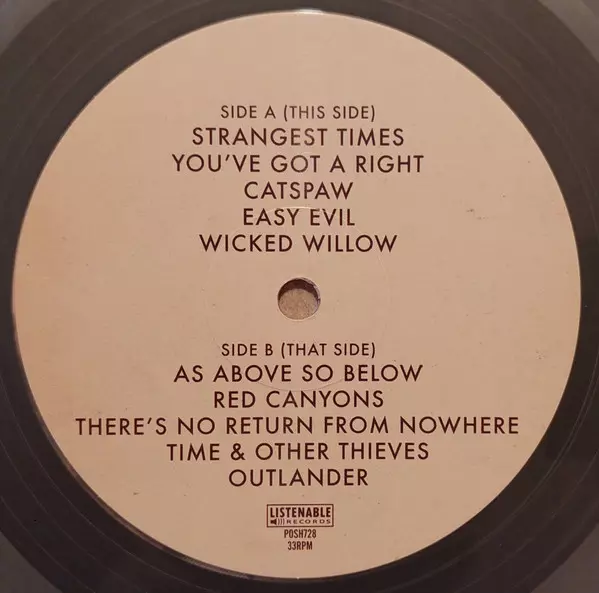 SIDE A (THIS SIDE)
STRANGEST TIMES
YOU'VE GOT A RIGHT
CATSPAW
EASY EVIL
WICKED WILLOW
SIDE B (THAT SIDE)
AS ABOVE SO BELOW
RED CANYONS
THERE'S NO RETURN FROM NOWHERE
TIME & OTHER THIEVES
OUTLANDER
LISTENABLE
RECORDS
POSH728
33RPM